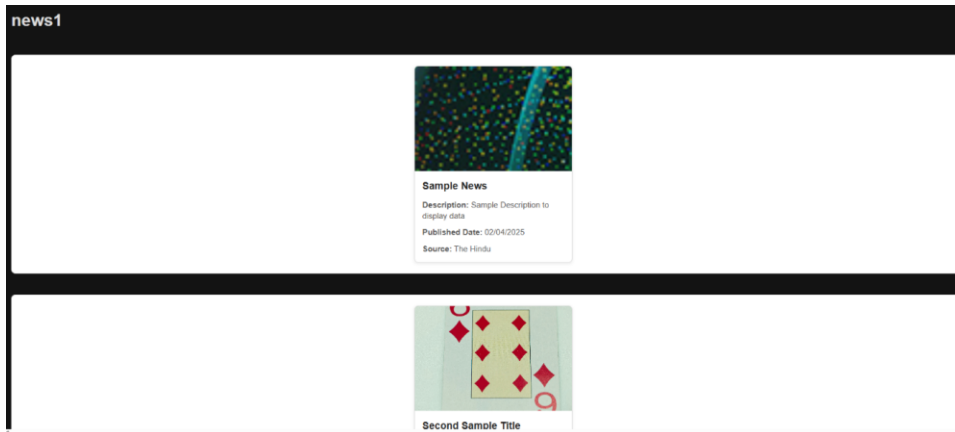 news1
Sample News
Description: Sample Description to
display data
Published Date: 02/04/2025
Source: The Hindu
6
Second Sample Title